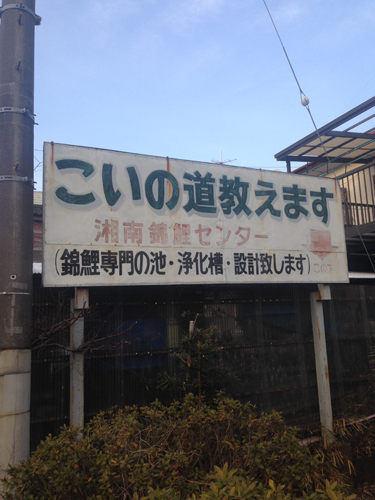 こいの道教えます
湘南錦鯉センター
(錦鯉専門の池・浄化槽・設計致します)